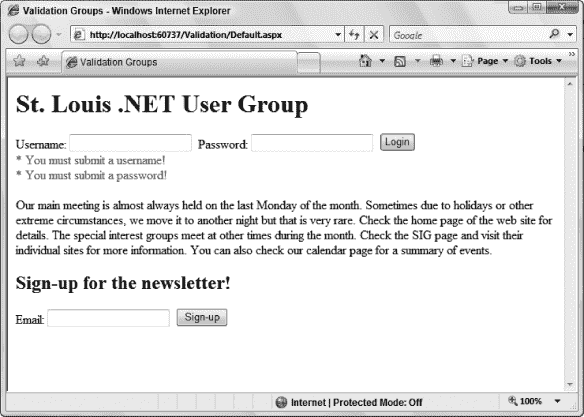 Validation Groups - Windows Internet Explorer
http://localhost:60737/Validation/Default.aspx
Google
Validation Groups
Page
Tools
St. Louis .NET User Group
Username: Password: Login
* You must submit a username!
* You must submit a password!
Our main meeting is almost always held on the last Monday of the month. Sometimes due to holidays or other
extreme circumstances, we move it to another night but that is very rare. Check the home page of the web site for
details. The special interest groups meet at other times during the month. Check the SIG page and visit their
individual sites for more information. You can also check our calendar page for a summary of events.
Sign-up for the newsletter!
Email: Sign-up
Internet | Protected Mode: Off
100%